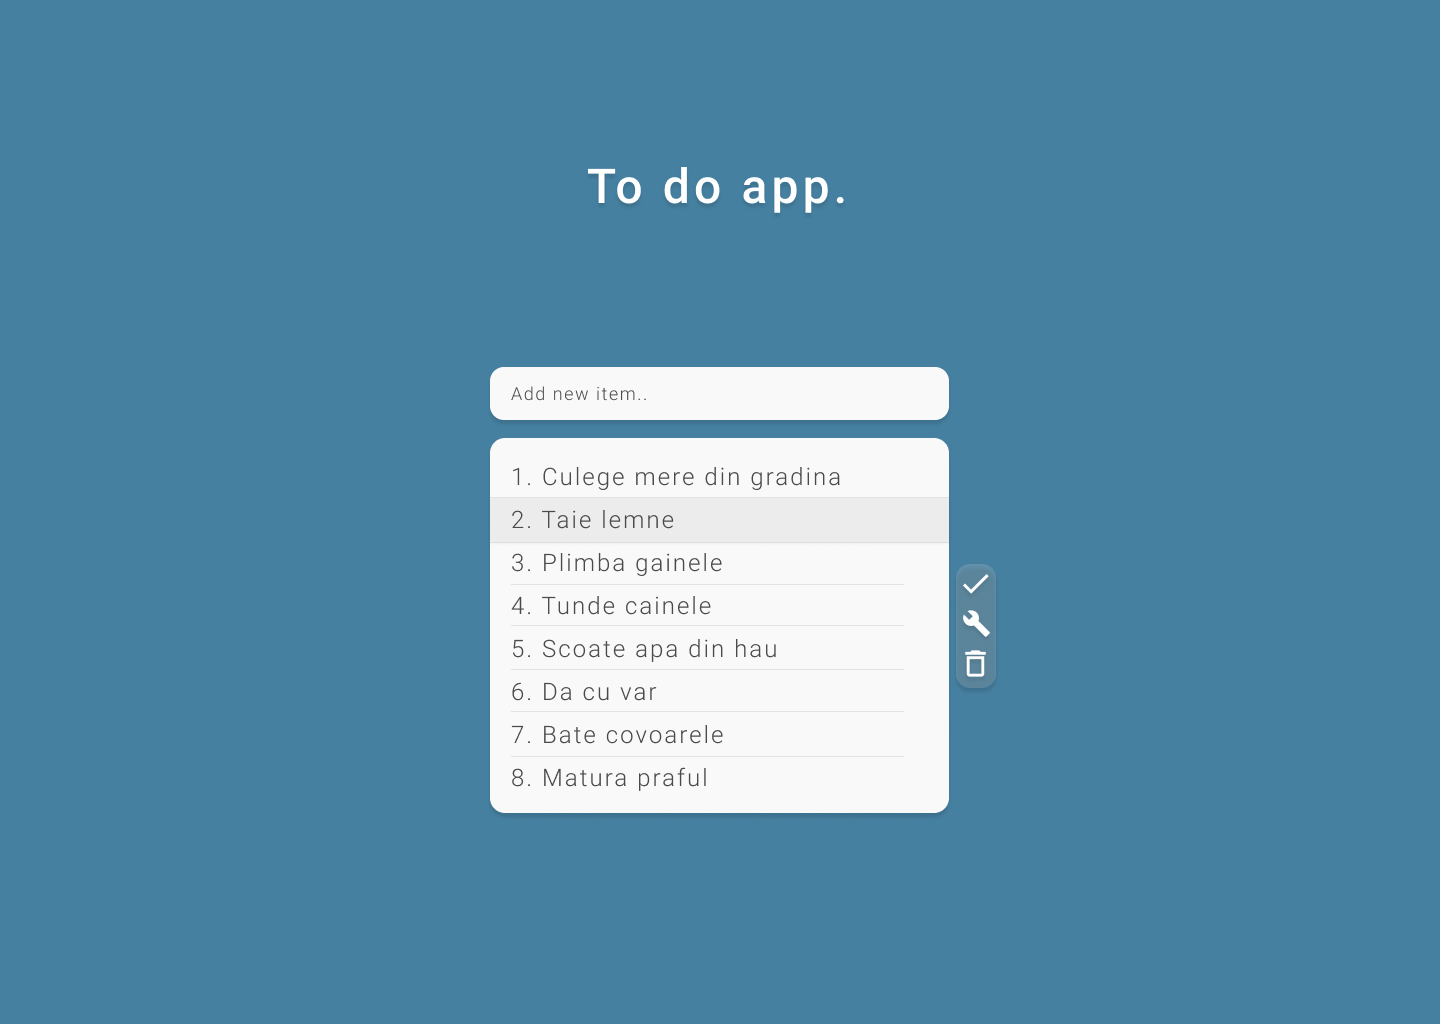 To do app.
Add new item..
1. Culege mere din gradina
2. Taie lemne
3. Plimba gainele
4. Tunde cainele
5. Scoate apa din hau
6. Da cu var
7. Bate covoarele
8. Matura praful